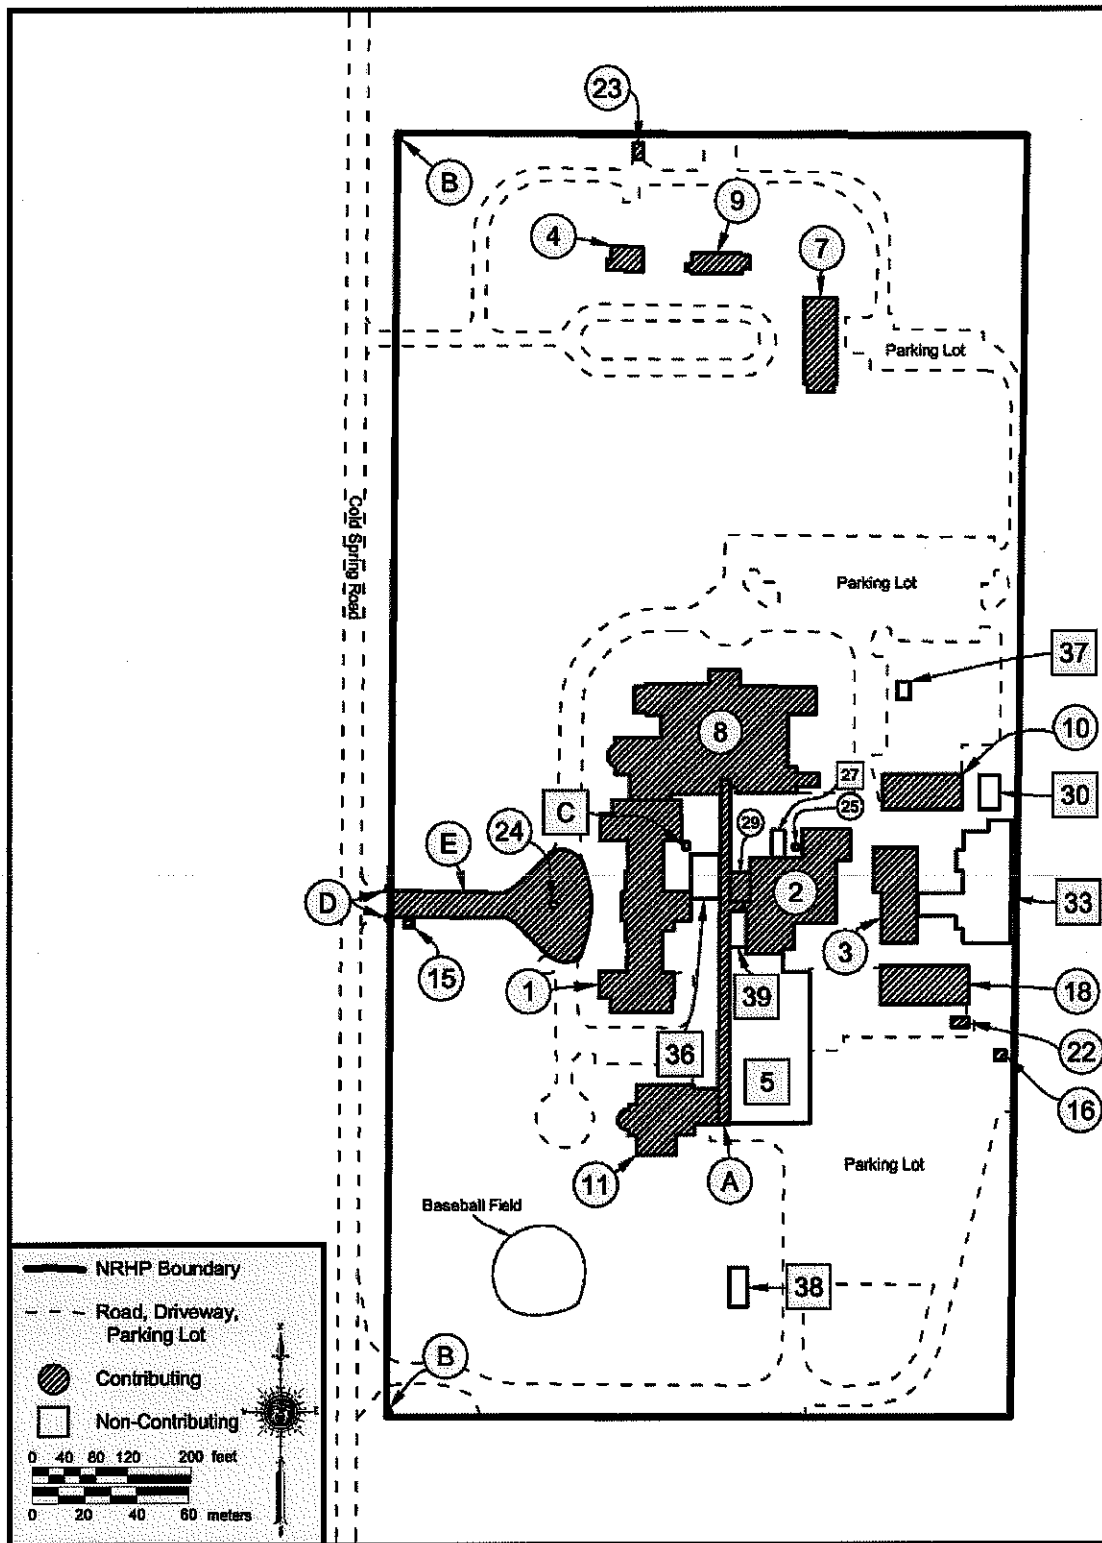 23
B
9
4
7
Parking Lot
Cold Spring Road
Parking Lot
37
8
10
27
C
25
30
24
29
E
2
D
33
3
15
1
39
18
36
22
5
16
Parking Lot
11
A
Baseball Field
38
B
NRHP Boundary
Road, Driveway,
Parking Lot
Contributing
Non-Contributing
0 40 80 120 200 feet
0 20 40 60 meters